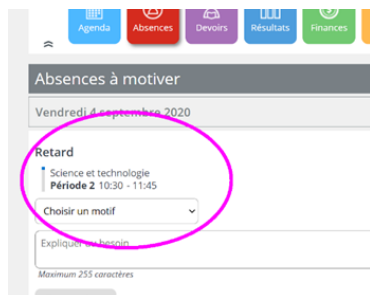 Agenda
Absences
Devoirs
Résultats
Finances
Absences à motiver
Vendredi 4 septembre 2020
Retard
Science et technologie
Période 2 10:30 - 11:45
Choisir un motif
Expliquer au besoin
Maximum 255 caractères